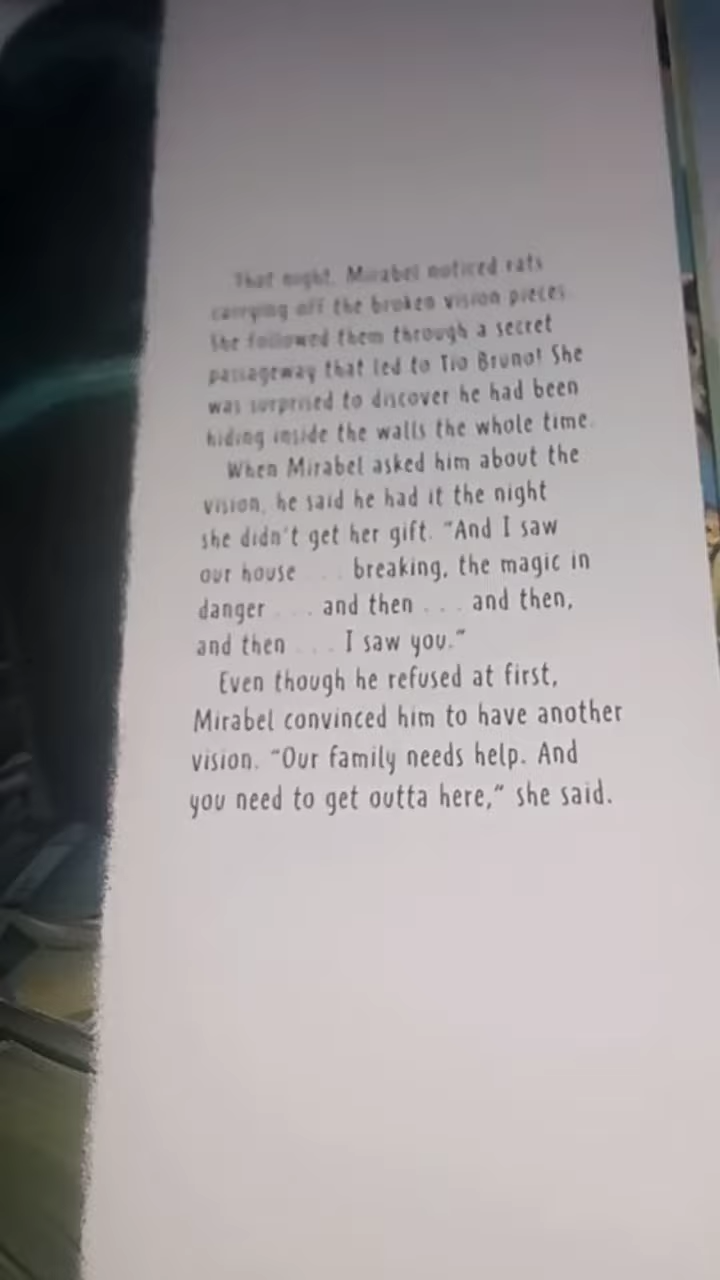 That night, Mirabel noticed rats
carrying off the broken vision pieces.
She followed them through a secret
passageway that led to Tío Bruno! She
was surprised to discover he had been
hiding inside the walls the whole time.
When Mirabel asked him about the
vision, he said he had it the night
she didn't get her gift. “And I saw
our house . . . breaking, the magic in
danger . . . and then . . . and then,
and then . . . I saw you.”
Even though he refused at first,
Mirabel convinced him to have another
vision. “Our family needs help. And
you need to get outta here,” she said.